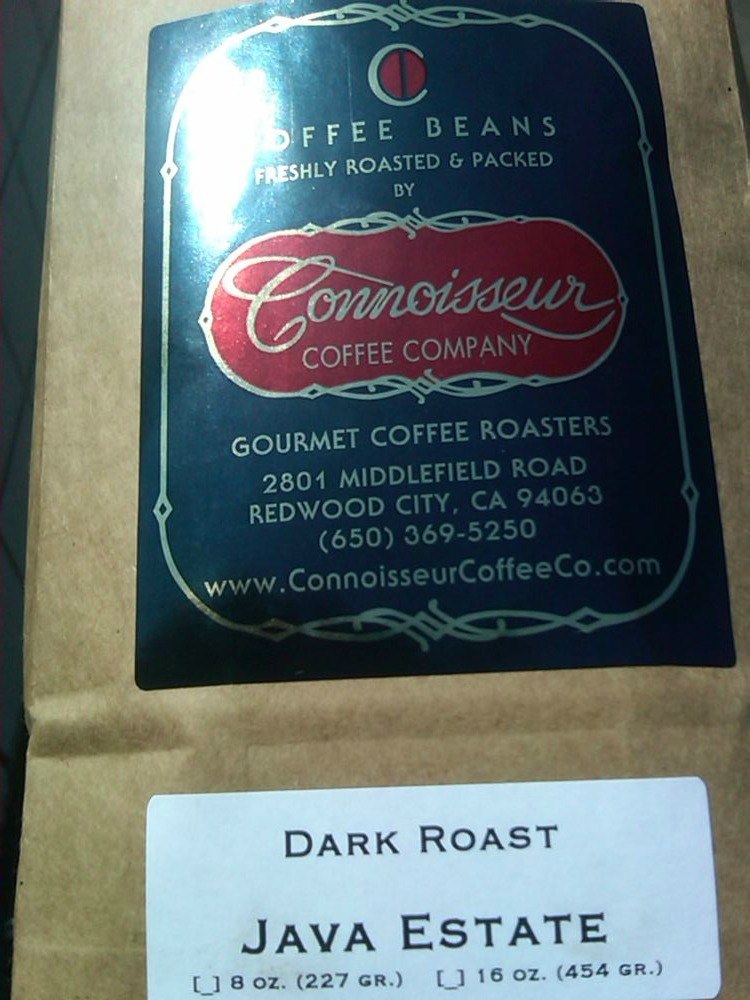 COFFEE BEANS
FRESHLY ROASTED & PACKED
BY
Connoisseur
COFFEE COMPANY
GOURMET COFFEE ROASTERS
2801 MIDDLEFIELD ROAD
REDWOOD CITY, CA 94063
(650) 369-5250
www.ConnoisseurCoffeeCo.com
DARK ROAST
JAVA ESTATE
[_] 8 OZ. (227 GR.) [_] 16 OZ. (454 GR.)